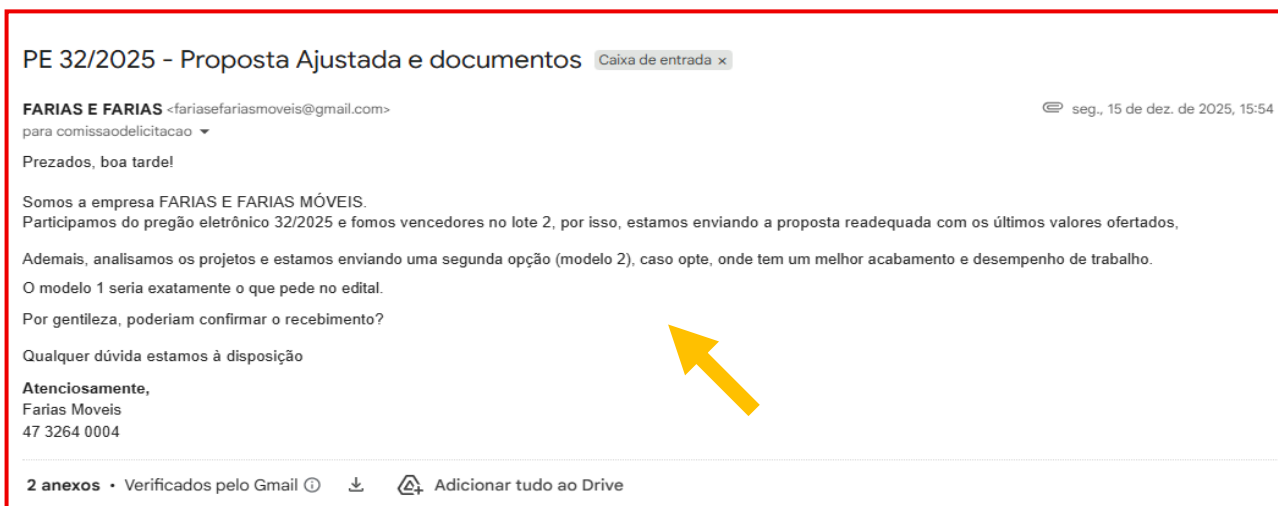 PE 32/2025 - Proposta Ajustada e documentos Caixa de entrada x
FARIAS E FARIAS <fariasefariasmoveis@gmail.com> seg., 15 de dez. de 2025, 15:54
para comissaodelicitacao
Prezados, boa tarde!
Somos a empresa FARIAS E FARIAS MÓVEIS.
Participamos do pregão eletrônico 32/2025 e fomos vencedores no lote 2, por isso, estamos enviando a proposta readequada com os últimos valores ofertados,
Ademais, analisamos os projetos e estamos enviando uma segunda opção (modelo 2), caso opte, onde tem um melhor acabamento e desempenho de trabalho.
O modelo 1 seria exatamente o que pede no edital.
Por gentileza, poderiam confirmar o recebimento?
Qualquer dúvida estamos à disposição
Atenciosamente,
Farias Moveis
47 3264 0004
2 anexos • Verificados pelo Gmail Adicionar tudo ao Drive